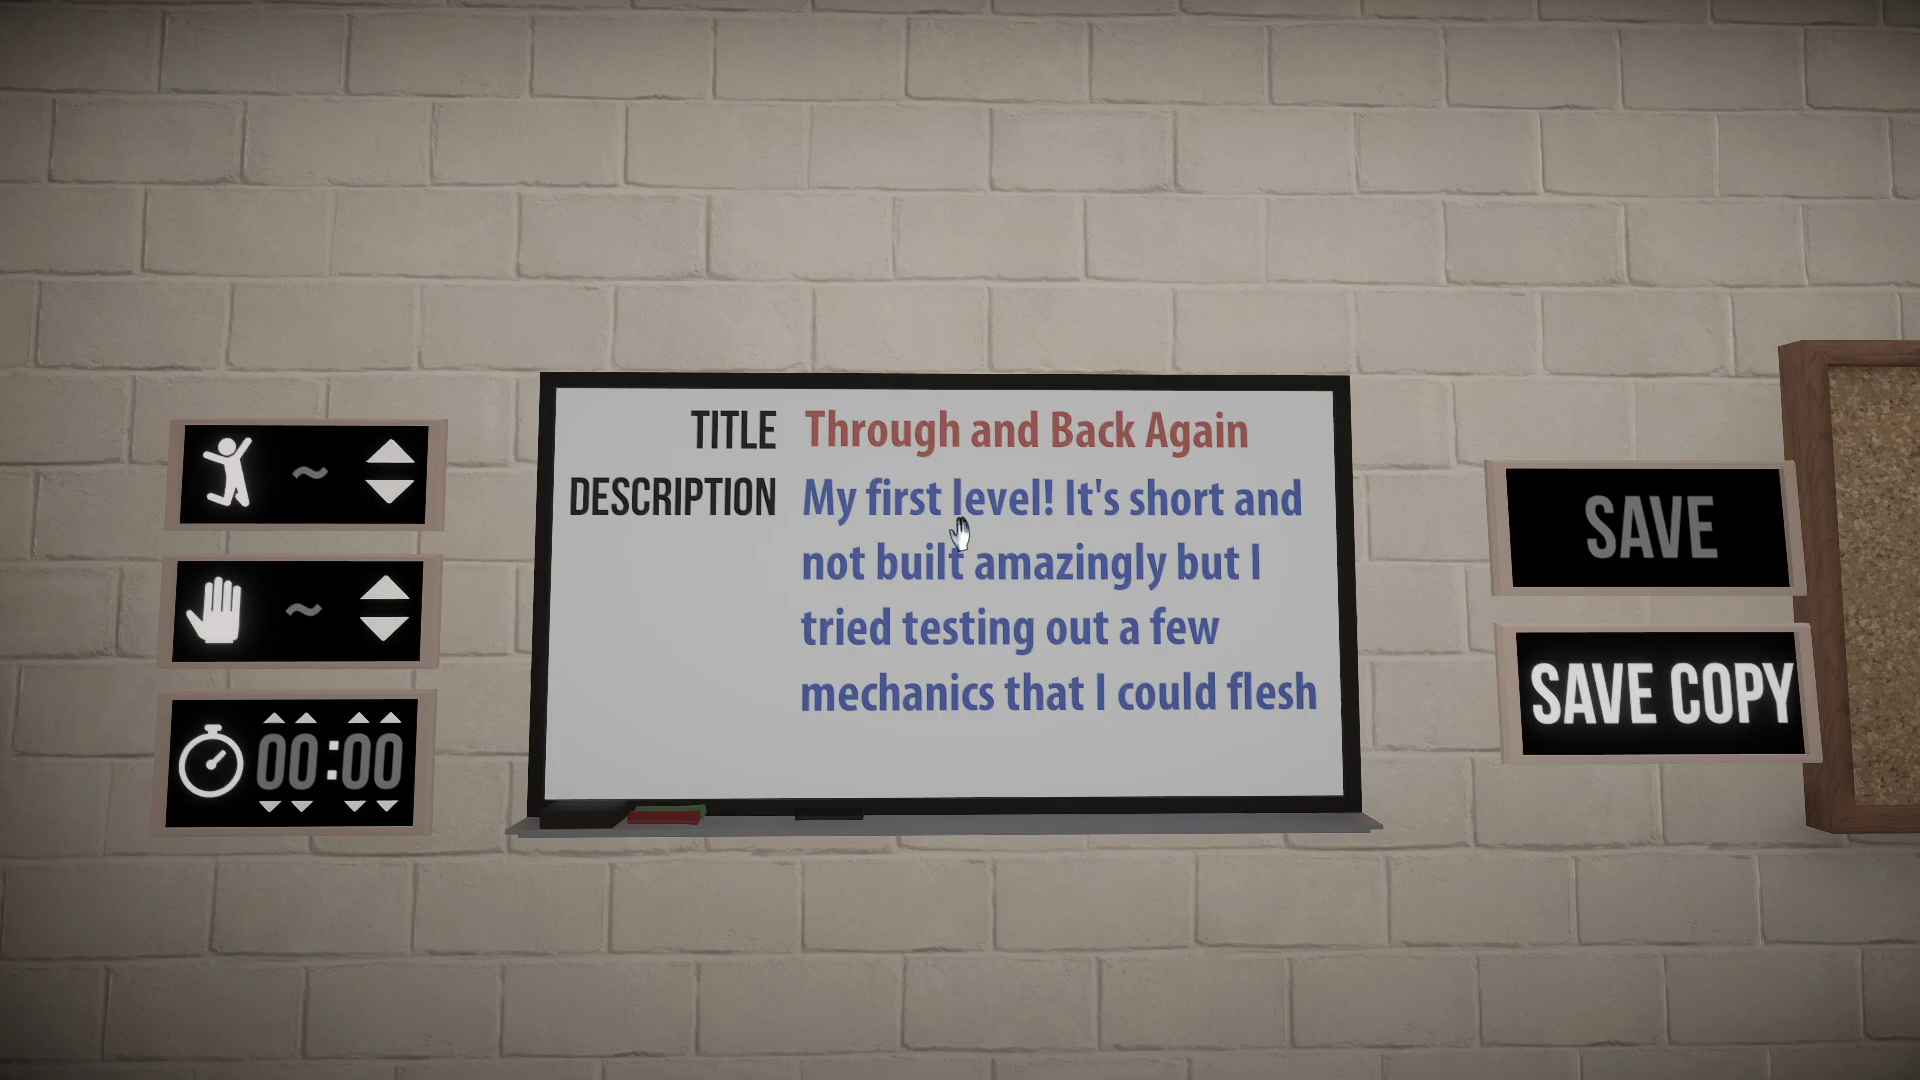 TITLE Through and Back Again
DESCRIPTION My first level! It's short and
not built amazingly but I
tried testing out a few
mechanics that I could flesh
~
~
00:00
SAVE
SAVE COPY